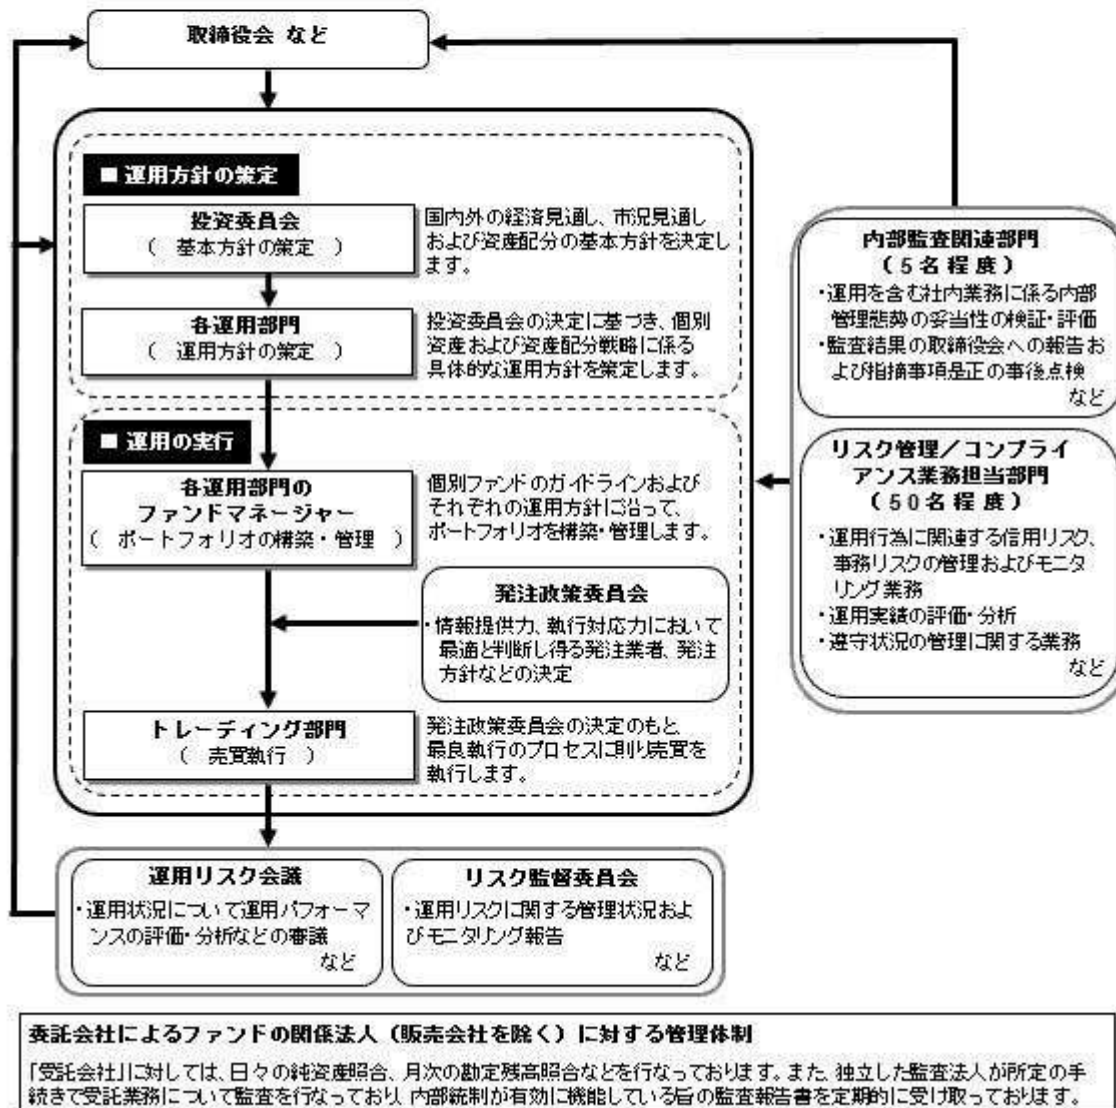 取締役会 など
■ 運用方針の策定
投資委員会
( 基本方針の策定 )
国内外の経済見通し、市況見通し
および資産配分の基本方針を決定し
ます。
各運用部門
( 運用方針の策定 )
投資委員会の決定に基づき、個別
資産および資産配分戦略に係る
具体的な運用方針を策定します。
■ 運用の実行
各運用部門の
ファンドマネージャー
( ポートフォリオの構築・管理 )
個別ファンドのガイドラインおよび
それぞれの運用方針に沿って、
ポートフォリオを構築・管理します。
発注政策委員会
・情報提供力、執行対応力において
最適と判断し得る発注業者、発注
方針などの決定
トレーディング部門
( 売買執行 )
発注政策委員会の決定のもと、
最良執行のプロセスに則り売買を
執行します。
内部監査関連部門
(5名程度)
・運用を含む社内業務に係る内部
管理態勢の妥当性の検証・評価
・監査結果の取締役会への報告お
よび指摘事項是正の事後点検
など
リスク管理/コンプライ
アンス業務担当部門
(50名程度)
・運用行為に関連する信用リスク、
事務リスクの管理およびモニタ
リング業務
・運用実績の評価・分析
・遵守状況の管理に関する業務
など
運用リスク会議
・運用状況について運用パフォーマ
ンスの評価・分析などの審議
など
リスク監督委員会
・運用リスクに関する管理状況およ
びモニタリング報告
など
委託会社によるファンドの関係法人(販売会社を除く)に対する管理体制
「受託会社」に対しては、日々の純資産照合、月次の勘定残高照合などを行なっております。また、独立した監査法人が所定の手
続きで受託業務について監査を行なっており、内部統制が有効に機能している旨の監査報告書を定期的に受け取っております。